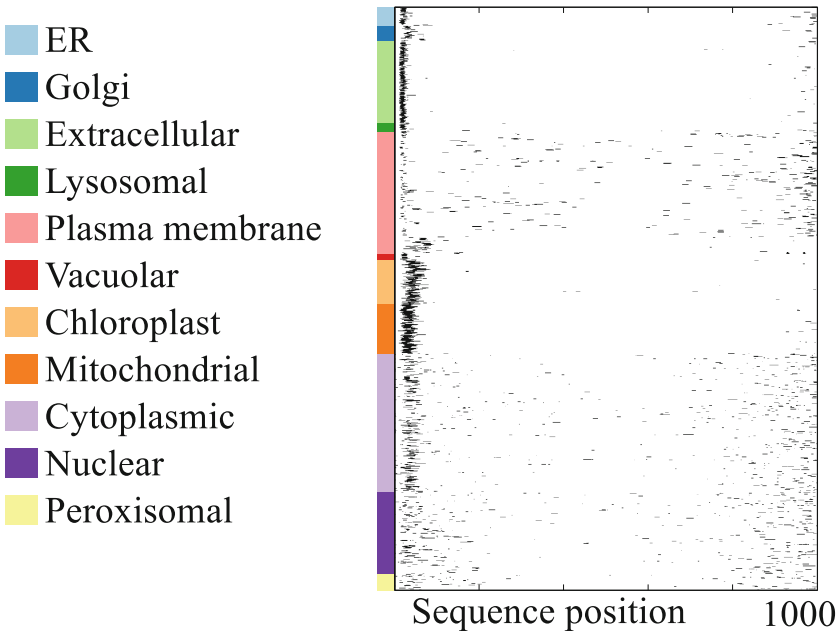 ER
Golgi
Extracellular
Lysosomal
Plasma membrane
Vacuolar
Chloroplast
Mitochondrial
Cytoplasmic
Nuclear
Peroxisomal
Sequence position 1000